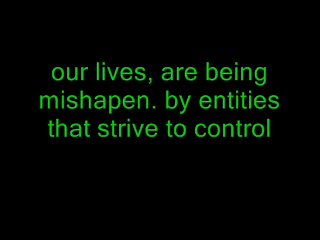 our lives, are being
mishapen. by entities
that strive to control